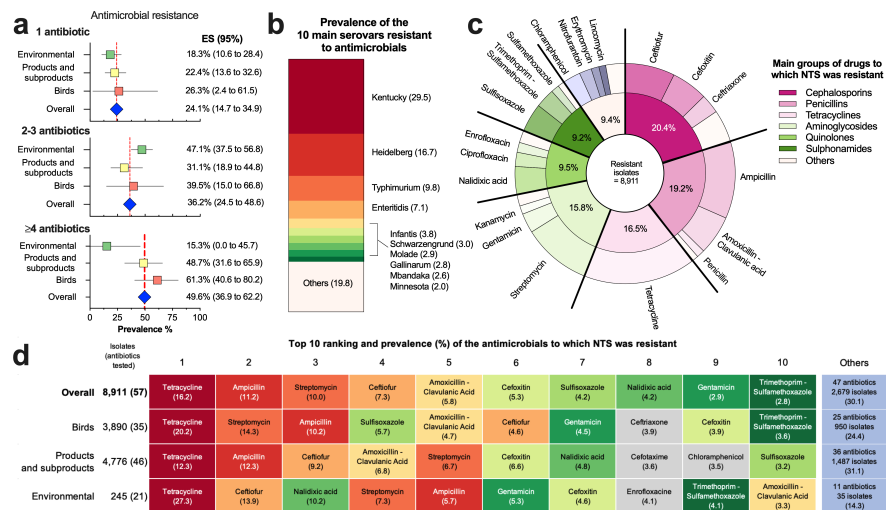 a
Antimicrobial resistance
1 antibiotic
ES (95%)
Environmental
18.3% (10.6 to 28.4)
Products and
subproducts
22.4% (13.6 to 32.6)
Birds
26.3% (2.4 to 61.5)
Overall
24.1% (14.7 to 34.9)
2-3 antibiotics
Environmental
47.1% (37.5 to 56.8)
Products and
subproducts
31.1% (18.9 to 44.8)
Birds
39.5% (15.0 to 66.8)
Overall
36.2% (24.5 to 48.6)
≥4 antibiotics
Environmental
15.3% (0.0 to 45.7)
Products and
subproducts
48.7% (31.6 to 65.9)
Birds
61.3% (40.6 to 80.2)
Overall
49.6% (36.9 to 62.2)
0 25 50 75 100
Prevalence %
b
Prevalence of the
10 main serovars resistant
to antimicrobials
Kentucky (29.5)
Heidelberg (16.7)
Typhimurium (9.8)
Enteritidis (7.1)
Infantis (3.8)
Schwarzengrund (3.0)
Molade (2.9)
Gallinarum (2.8)
Mbandaka (2.6)
Minnesota (2.0)
Others (19.8)
c
Ceftiofur
Cefoxitin
Ceftriaxone
Ampicillin
Amoxicilin -
Clavulanic acid
Penicillin
Tetracycline
Streptomycin
Gentamicin
Kanamycin
Nalidixic acid
Ciprofloxacin
Enrofloxacin
Sulfisoxazole
Trimethoprim -
Sulfamethoxazole
Sulfamethoxazole
Chloramphenicol
Nitrofurantoin
Erythromycin
Lincomycin
20.4%
19.2%
16.5%
15.8%
9.5%
9.2%
9.4%
Resistant
isolates
= 8,911
Main groups of drugs to
which NTS was resistant
Cephalosporins
Penicillins
Tetracyclines
Aminoglycosides
Quinolones
Sulphonamides
Others
d
Isolates
(antibiotics
tested)
Top 10 ranking and prevalence (%) of the antimicrobials to which NTS was resistant
1 2 3 4 5 6 7 8 9 10 Others
Overall 8,911 (57)
Tetracycline
(16.2)
Ampicillin
(11.2)
Streptomycin
(10.0)
Ceftiofur
(7.3)
Amoxicillin -
Clavulanic Acid
(5.8)
Cefoxitin
(5.3)
Sulfisoxazole
(4.2)
Nalidixic acid
(4.2)
Gentamicin
(2.9)
Trimethoprim -
Sulfamethoxazole
(2.8)
47 antibiotics
2,679 isolates
(30.1)
Birds 3,890 (35)
Tetracycline
(20.2)
Streptomycin
(14.3)
Ampicillin
(10.2)
Sulfisoxazole
(5.7)
Amoxicillin -
Clavulanic Acid
(4.7)
Ceftiofur
(4.6)
Gentamicin
(4.5)
Ceftriaxone
(3.9)
Cefoxitin
(3.9)
Trimethoprim -
Sulfamethoxazole
(3.6)
25 antibiotics
950 isolates
(24.4)
Products
and subproducts
4,776 (46)
Tetracycline
(12.3)
Ampicillin
(12.3)
Ceftiofur
(9.2)
Amoxicillin -
Clavulanic Acid
(6.8)
Streptomycin
(6.7)
Cefoxitin
(6.6)
Nalidixic acid
(4.8)
Cefotaxime
(3.6)
Chloramphenicol
(3.5)
Sulfisoxazole
(3.2)
36 antibiotics
1,487 isolates
(31.1)
Environmental 245 (21)
Tetracycline
(27.3)
Ceftiofur
(13.9)
Nalidixic acid
(10.2)
Streptomycin
(7.3)
Ampicillin
(5.7)
Gentamicin
(5.3)
Cefoxitin
(4.6)
Enrofloxacine
(4.1)
Trimethoprim -
Sulfamethoxazole
(4.1)
Amoxicillin -
Clavulanic Acid
(3.3)
11 antibiotics
35 isolates
(14.3)